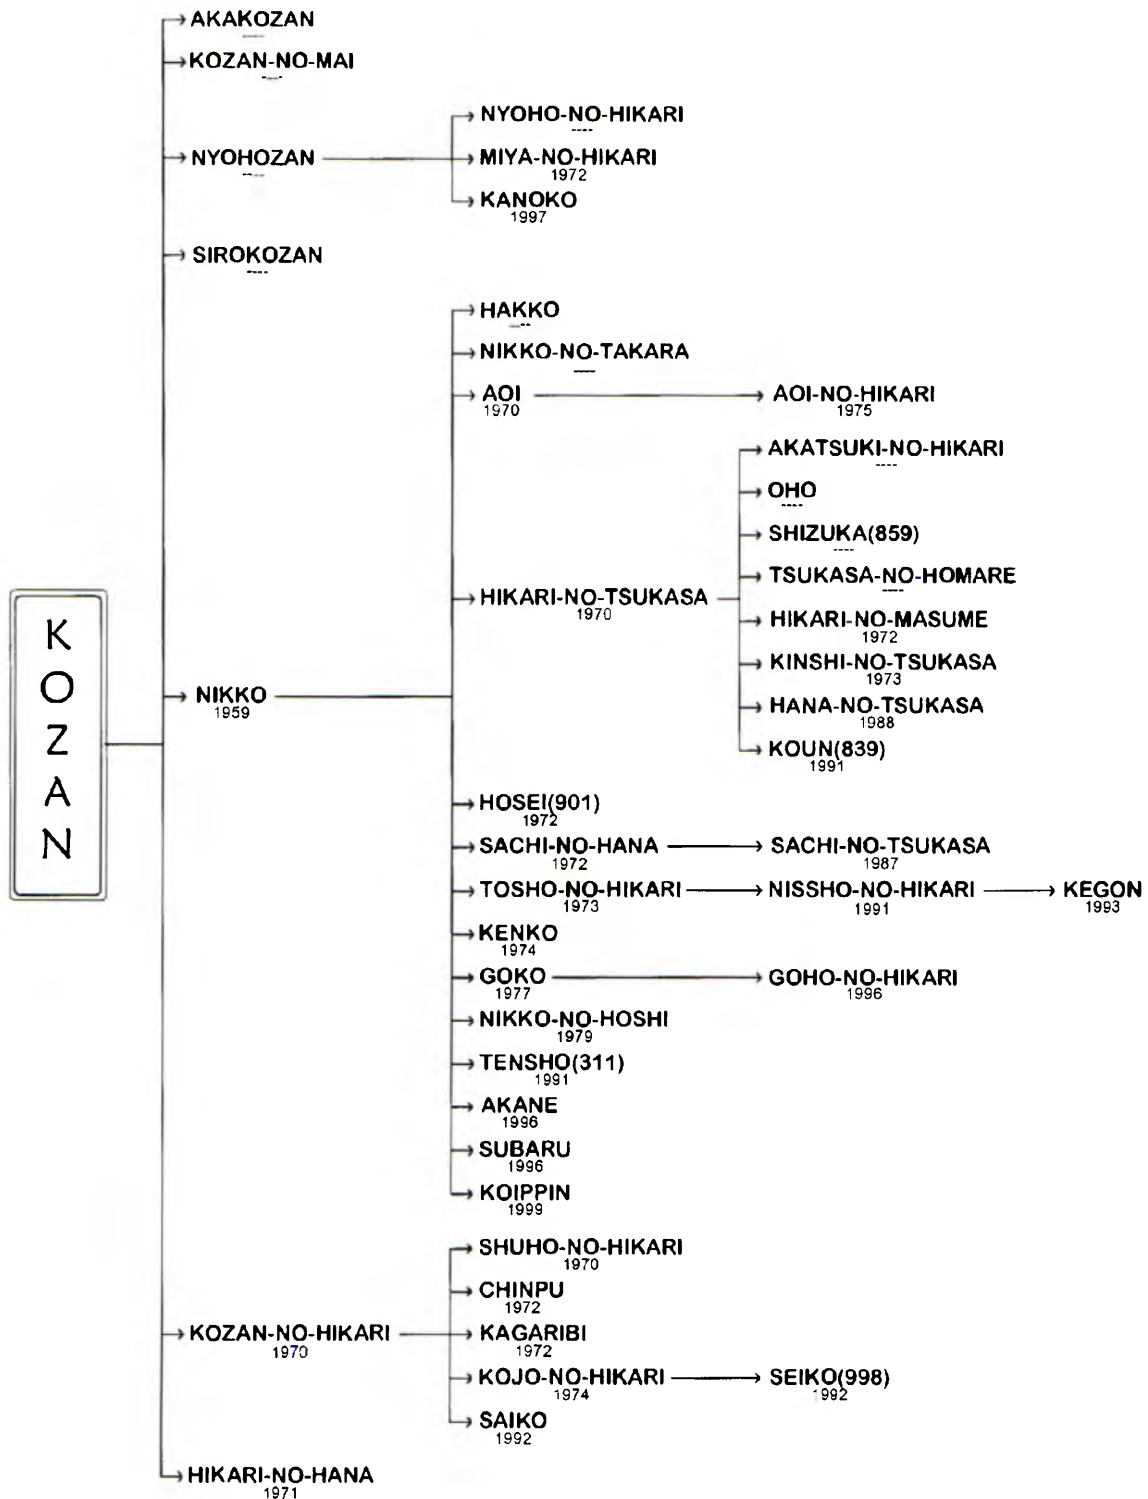 KOZAN
AKAKOZAN
----
KOZAN-NO-MAI
----
NYOHOZAN
----
NYOHO-NO-HIKARI
----
MIYA-NO-HIKARI
1972
KANOKO
1997
SIROKOZAN
----
NIKKO
1959
HAKKO
----
NIKKO-NO-TAKARA
----
AOI
1970
AOI-NO-HIKARI
1975
HIKARI-NO-TSUKASA
1970
AKATSUKI-NO-HIKARI
----
OHO
----
SHIZUKA(859)
----
TSUKASA-NO-HOMARE
----
HIKARI-NO-MASUME
1972
KINSHI-NO-TSUKASA
1973
HANA-NO-TSUKASA
1988
KOUN(839)
1991
HOSEI(901)
1972
SACHI-NO-HANA
1972
SACHI-NO-TSUKASA
1987
TOSHO-NO-HIKARI
1973
NISSHO-NO-HIKARI
1991
KEGON
1993
KENKO
1974
GOKO
1977
GOHO-NO-HIKARI
1996
NIKKO-NO-HOSHI
1979
TENSHO(311)
1991
AKANE
1996
SUBARU
1996
KOIPPIN
1999
KOZAN-NO-HIKARI
1970
SHUHO-NO-HIKARI
1970
CHINPU
1972
KAGARIBI
1972
KOJO-NO-HIKARI
1974
SEIKO(998)
1992
SAIKO
1992
HIKARI-NO-HANA
1971